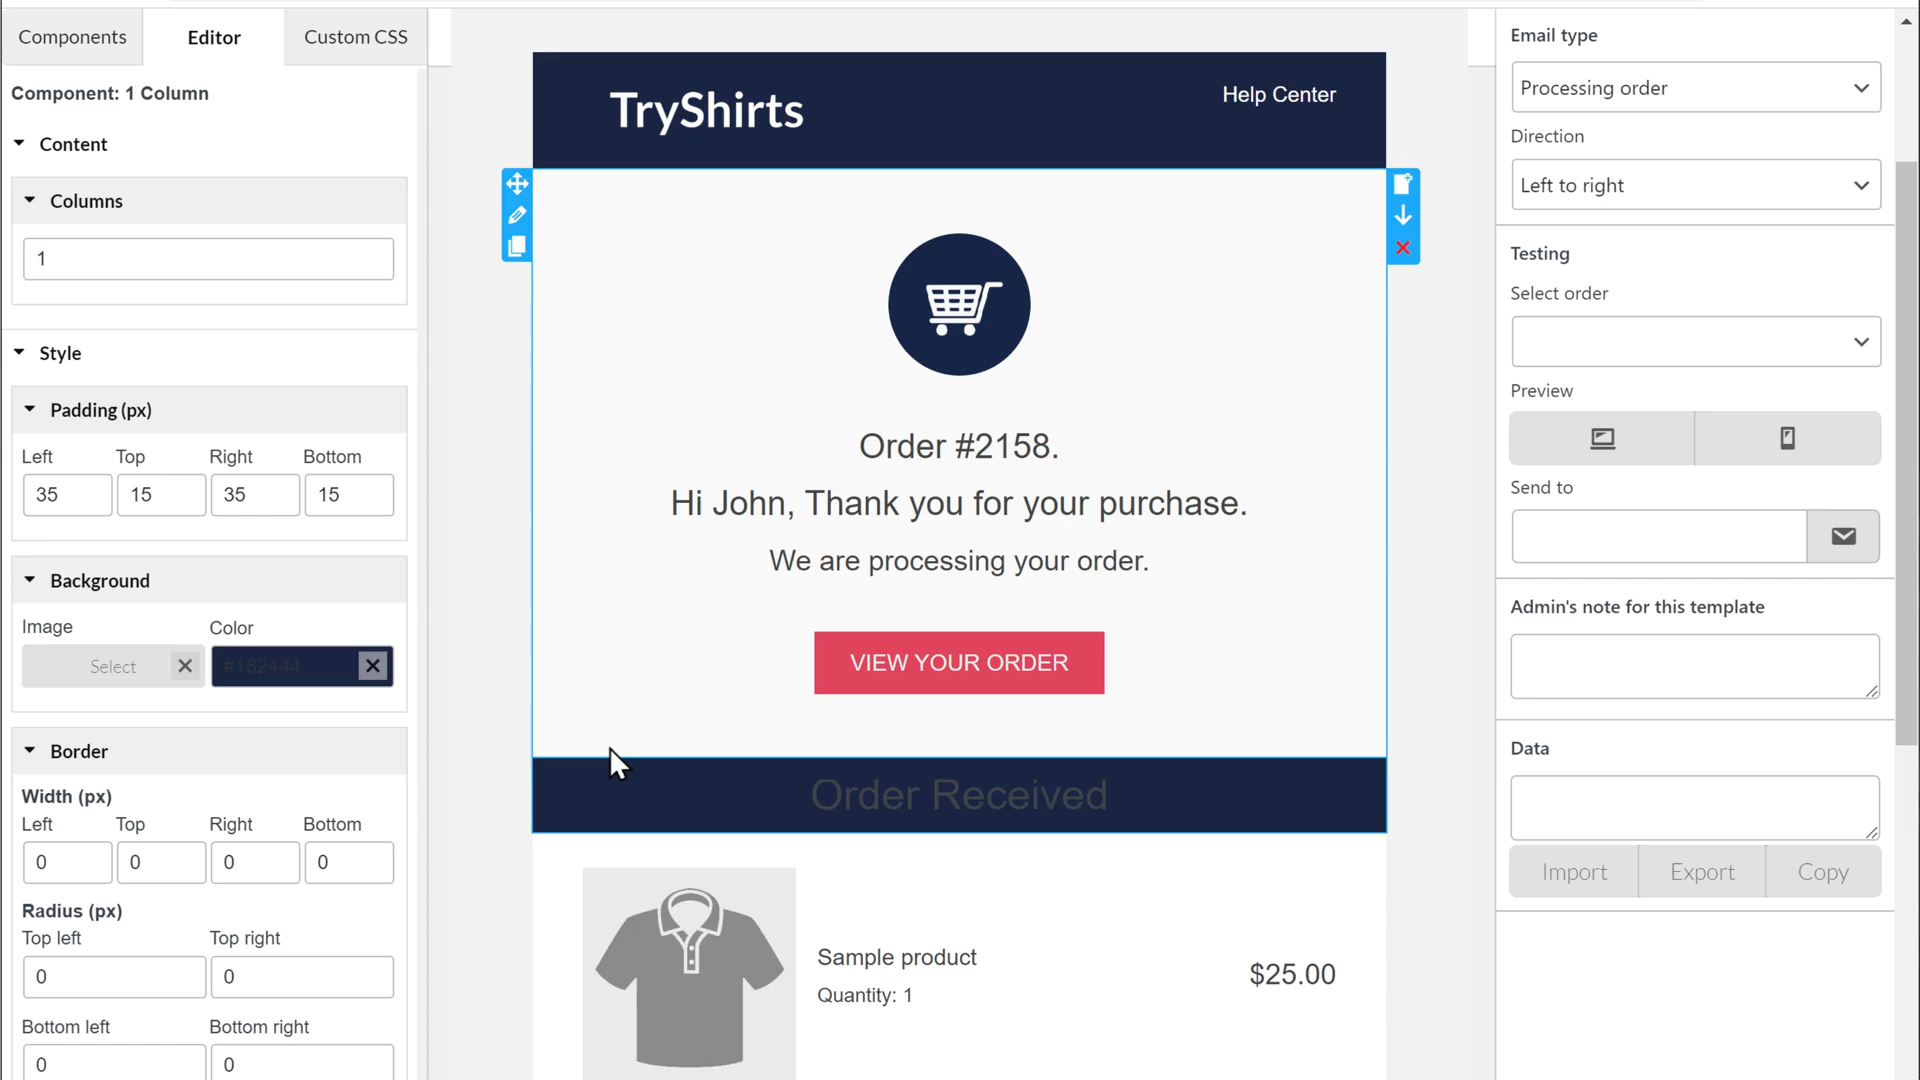 Components
Editor
Custom CSS
Component: 1 Column
Content
Columns
1
Style
Padding (px)
Left Top Right Bottom
35 15 35 15
Background
Image Color
Select #182444
Border
Width (px)
Left Top Right Bottom
0 0 0 0
Radius (px)
Top left Top right
0 0
Bottom left Bottom right
0 0
TryShirts
Help Center
Order #2158.
Hi John, Thank you for your purchase.
We are processing your order.
VIEW YOUR ORDER
Order Received
Sample product
Quantity: 1
$25.00
Email type
Processing order
Direction
Left to right
Testing
Select order
Preview
Send to
Admin's note for this template
Data
Import Export Copy